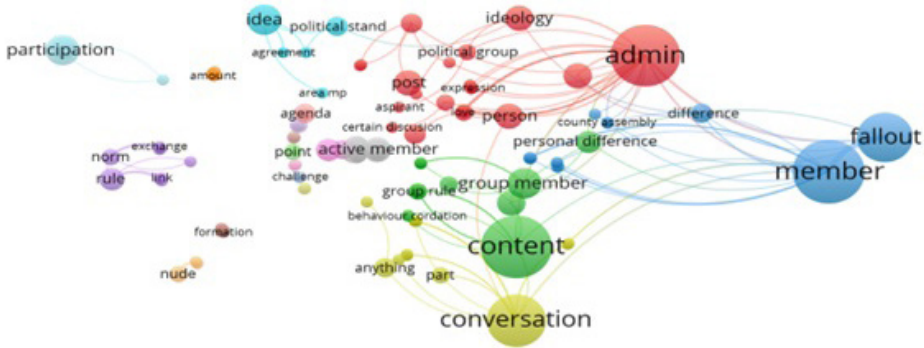 idea
ideology
political stand
participation
agreement
political group
admin
amount
post
expression
area mp
aspirant
love
person
difference
agenda
county assembly
certain discusion
fallout
exchange
point
active member
personal difference
norm
member
rule
link
challenge
group rule
group member
behaviour cordation
formation
content
nude
anything
part
conversation